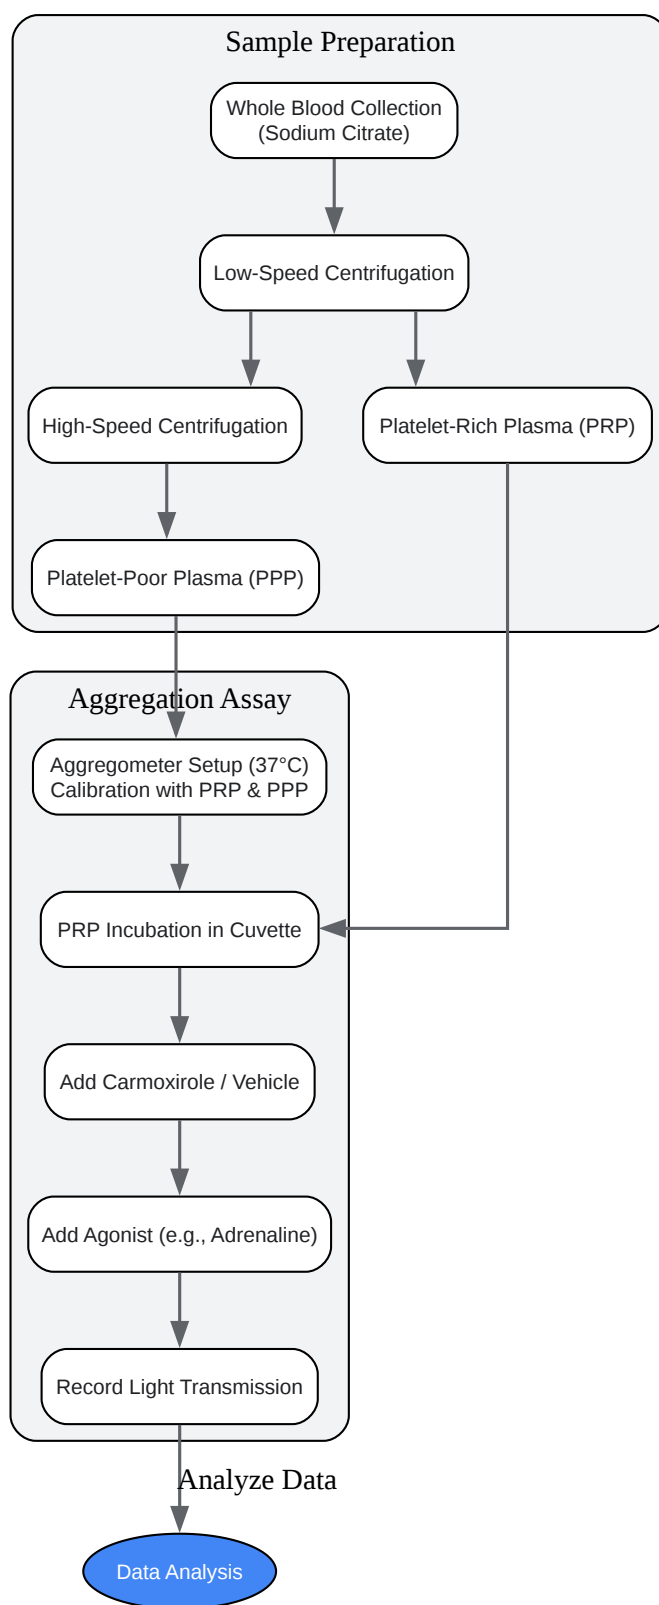 Sample Preparation
Whole Blood Collection
(Sodium Citrate)
Low-Speed Centrifugation
High-Speed Centrifugation
Platelet-Rich Plasma (PRP)
Platelet-Poor Plasma (PPP)
Aggregation Assay
Aggregometer Setup (37°C)
Calibration with PRP & PPP
PRP Incubation in Cuvette
Add Carmoxirole / Vehicle
Add Agonist (e.g., Adrenaline)
Record Light Transmission
Analyze Data
Data Analysis